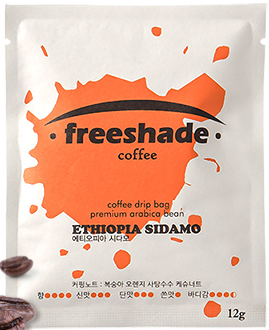 · freeshade ·
coffee
coffee drip bag
premium arabica bean
ETHIOPIA SIDAMO
에티오피아 시다모
커핑노트 : 복숭아 오렌지 사탕수수 케슈너트
향●●●● 신맛●●● 단맛●●● 쓴맛● 바디감●●●◐
12g